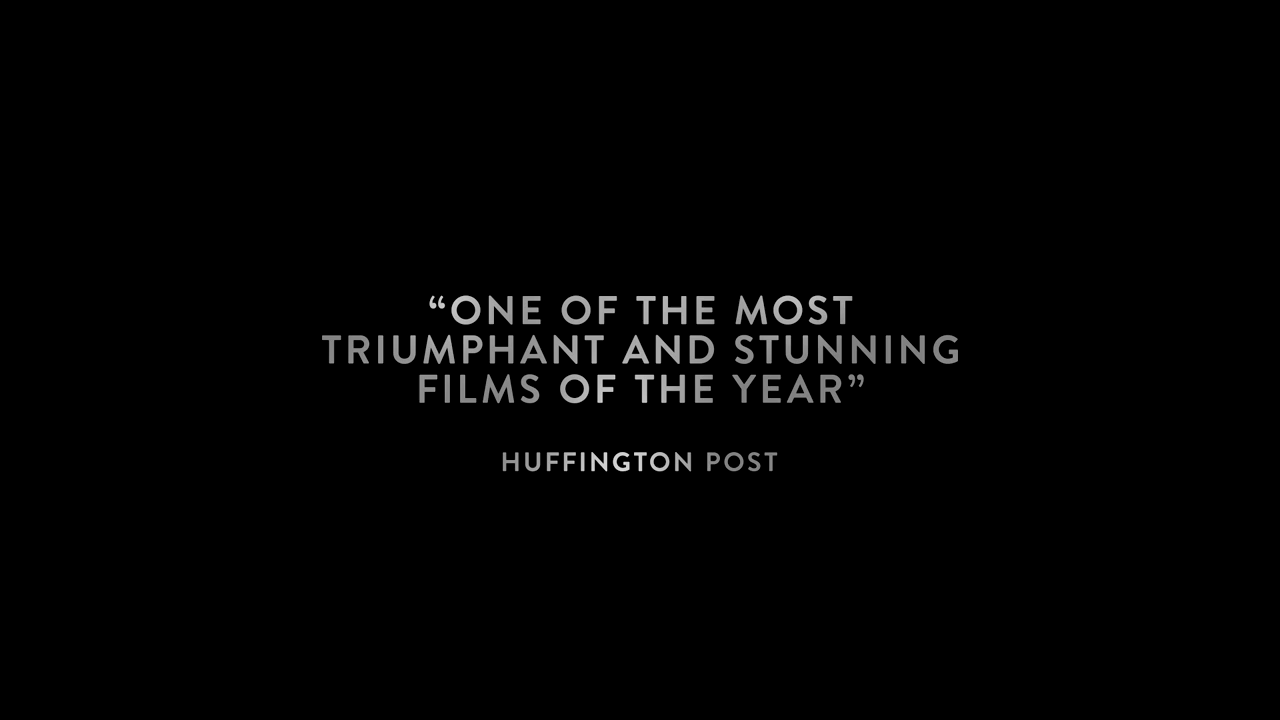 “ONE OF THE MOST
TRIUMPHANT AND STUNNING
FILMS OF THE YEAR”
HUFFINGTON POST